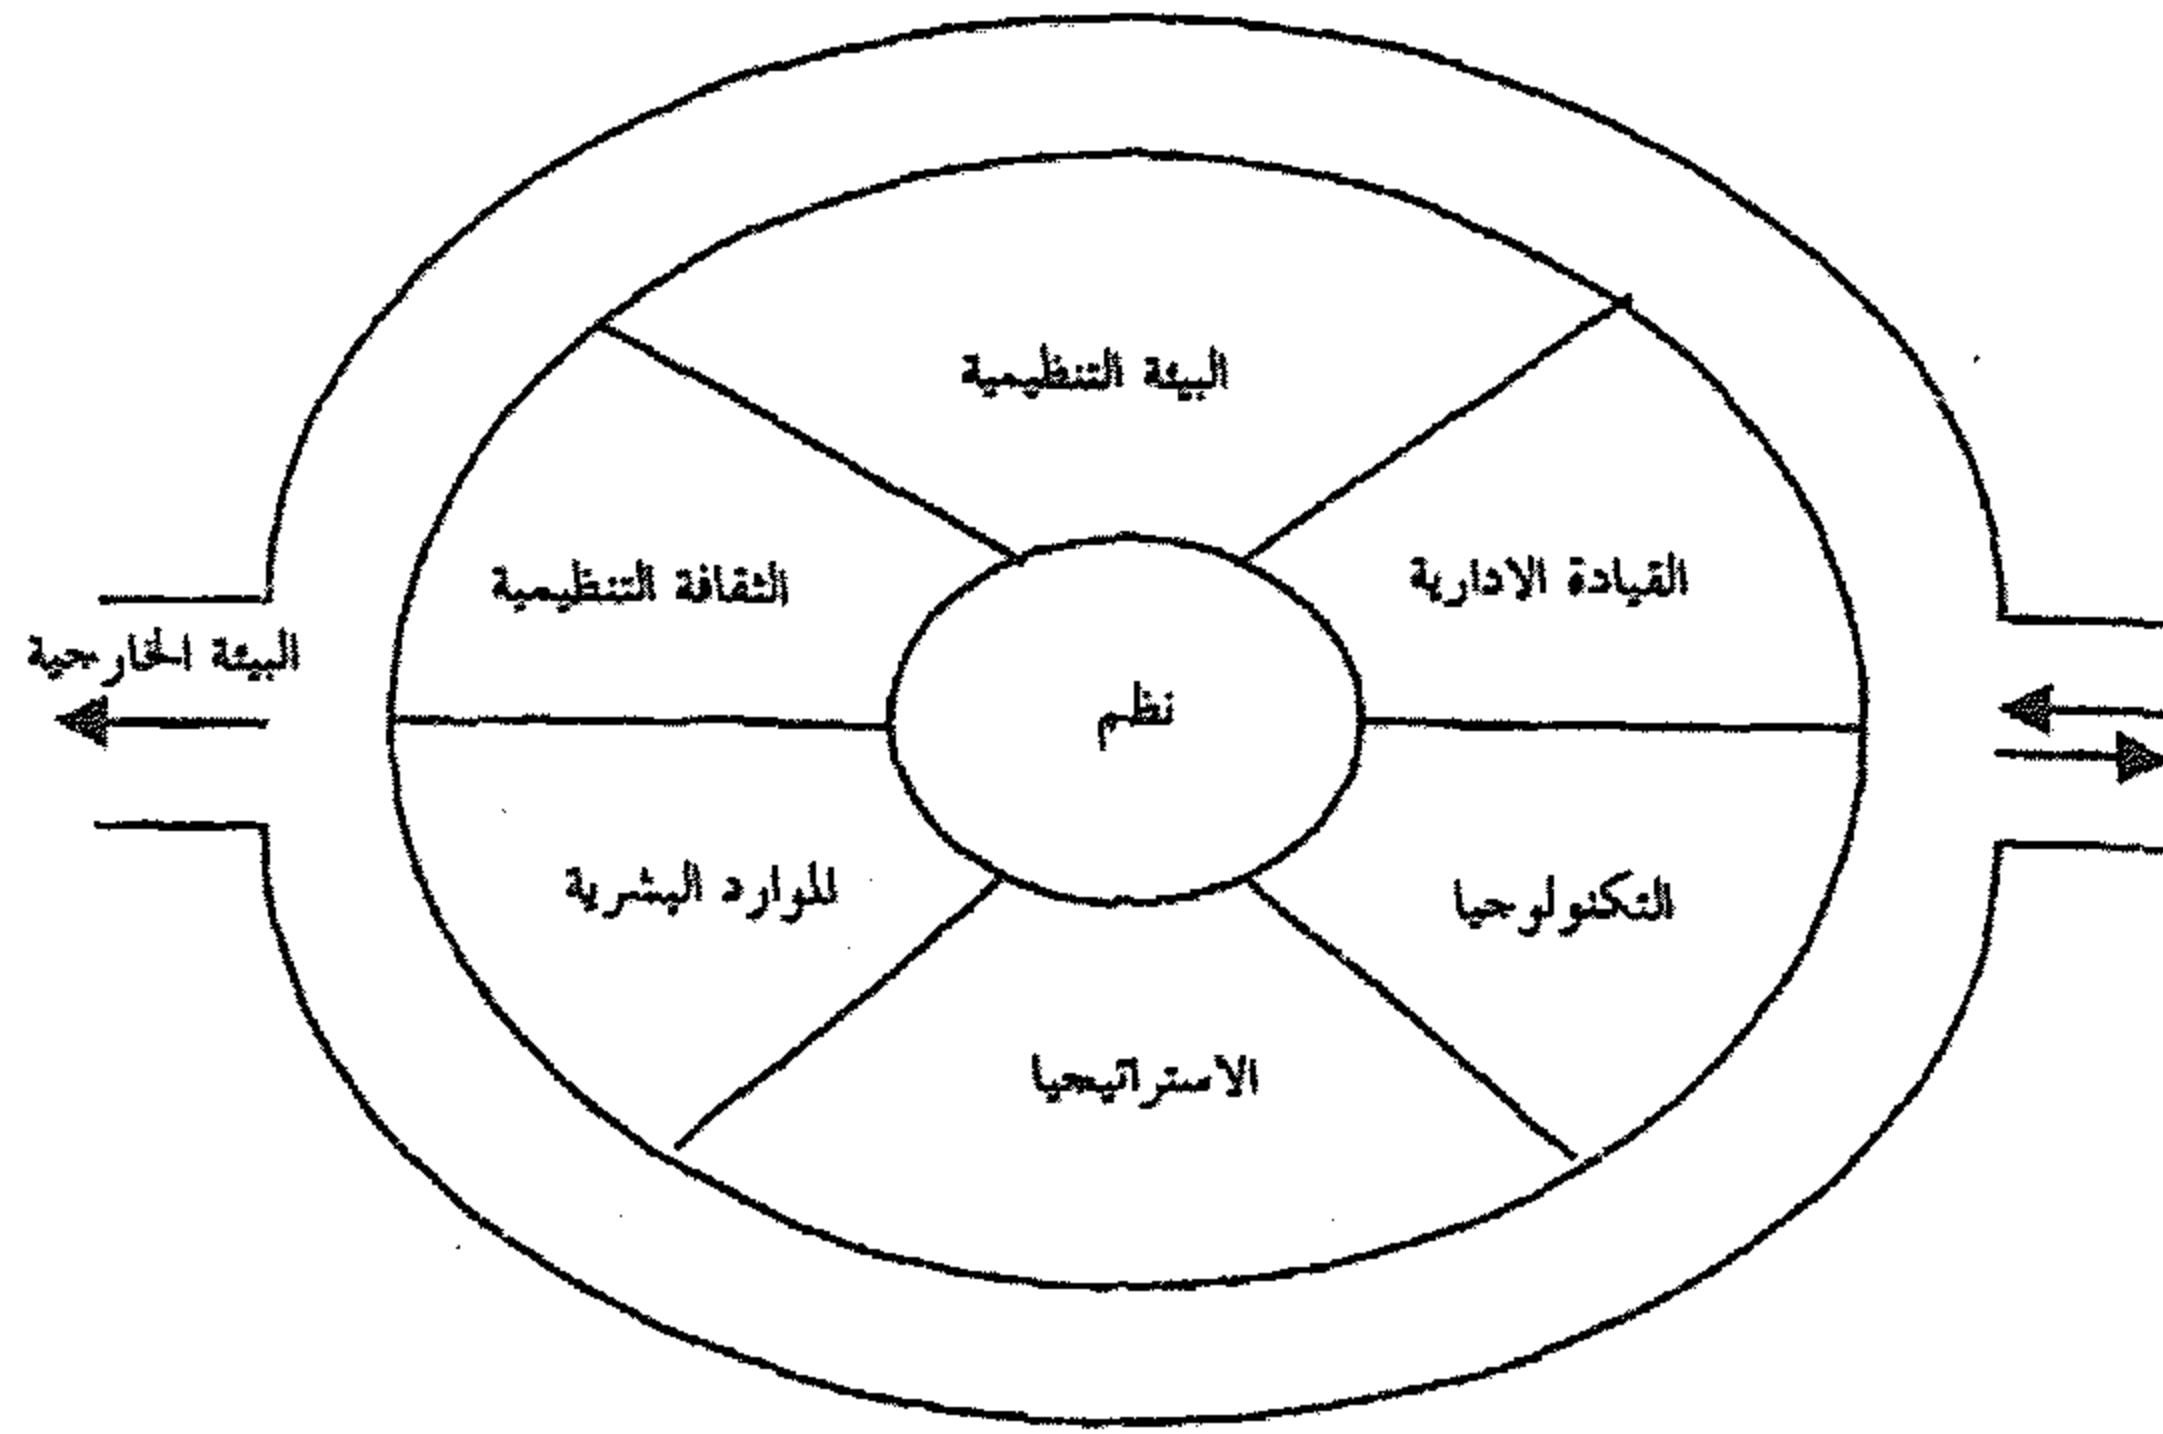 البيئة التنظيمية
القيادة الادارية
الثقافة التنظيمية
البيئة الخارجية
نظم
التكنولوجيا
الموارد البشرية
الاستراتيجيا